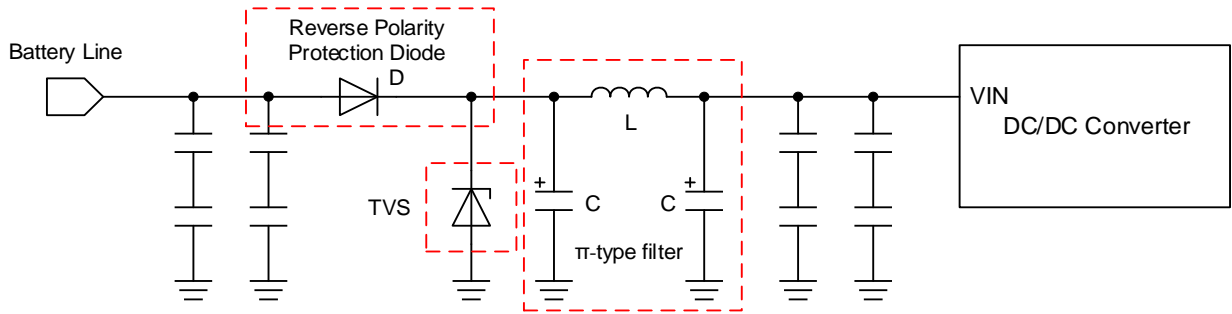 Battery Line
Reverse Polarity
Protection Diode
D
TVS
+
C
π-type filter
L
+
C
VIN
DC/DC Converter